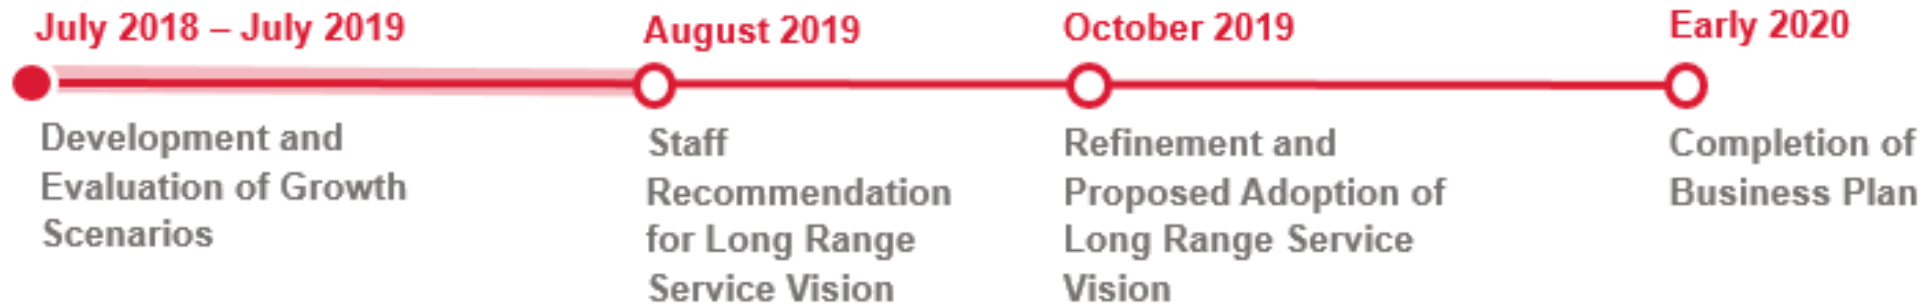 July 2018 – July 2019
Development and
Evaluation of Growth
Scenarios
August 2019
Staff
Recommendation
for Long Range
Service Vision
October 2019
Refinement and
Proposed Adoption of
Long Range Service
Vision
Early 2020
Completion of
Business Plan